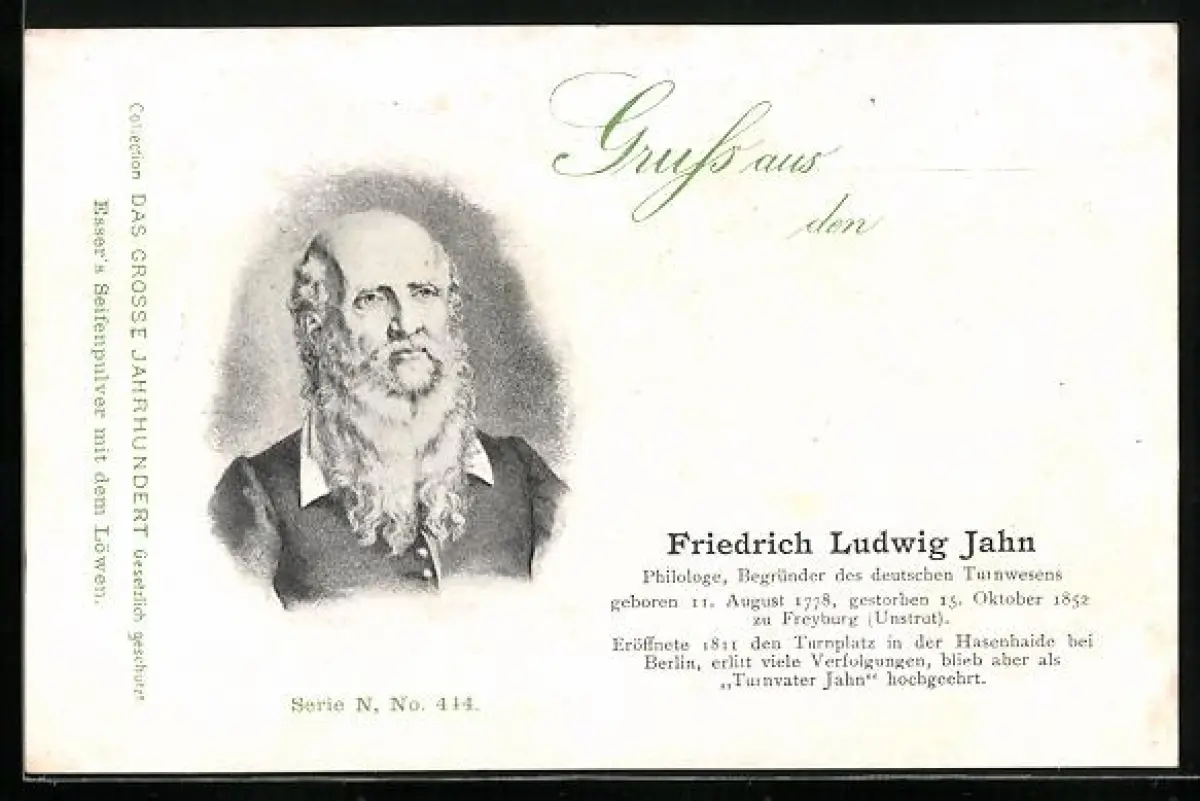 Gruß aus
den
Collection DAS GROSSE JAHRHUNDERT Gesetzlich geschützt
Esser's Seifenpulver mit dem Löwen.
Friedrich Ludwig Jahn
Philologe, Begründer des deutschen Turnwesens
geboren 11. August 1778, gestorben 15. Oktober 1852
zu Freyburg (Unstrut).
Eröffnete 1811 den Turnplatz in der Hasenhaide bei
Berlin, erlitt viele Verfolgungen, blieb aber als
„Turnvater Jahn“ hochgeehrt.
Serie N, No. 444.